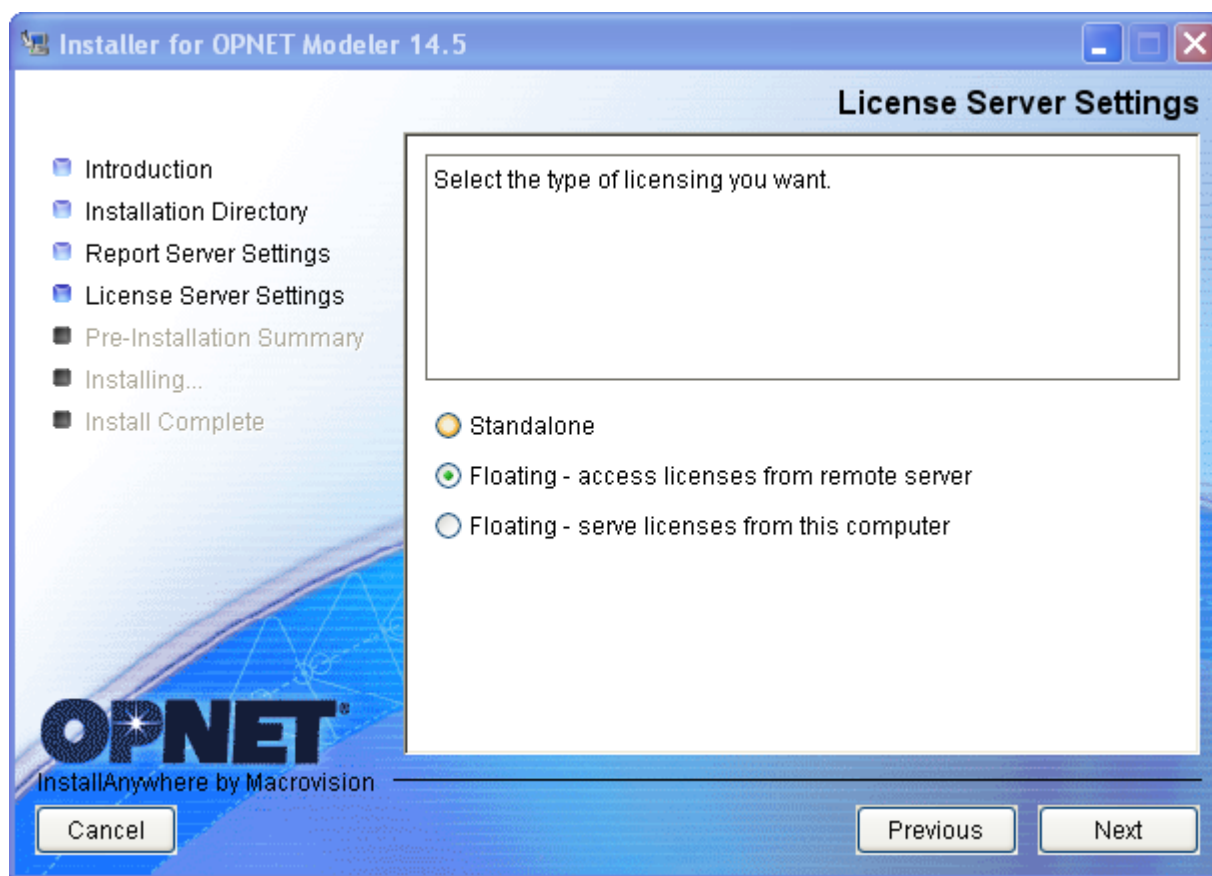 Installer for OPNET Modeler 14.5
License Server Settings
Introduction
Installation Directory
Report Server Settings
License Server Settings
Pre-Installation Summary
Installing...
Install Complete
Select the type of licensing you want.
Standalone
Floating - access licenses from remote server
Floating - serve licenses from this computer
OPNET®
InstallAnywhere by Macrovision
Cancel
Previous
Next